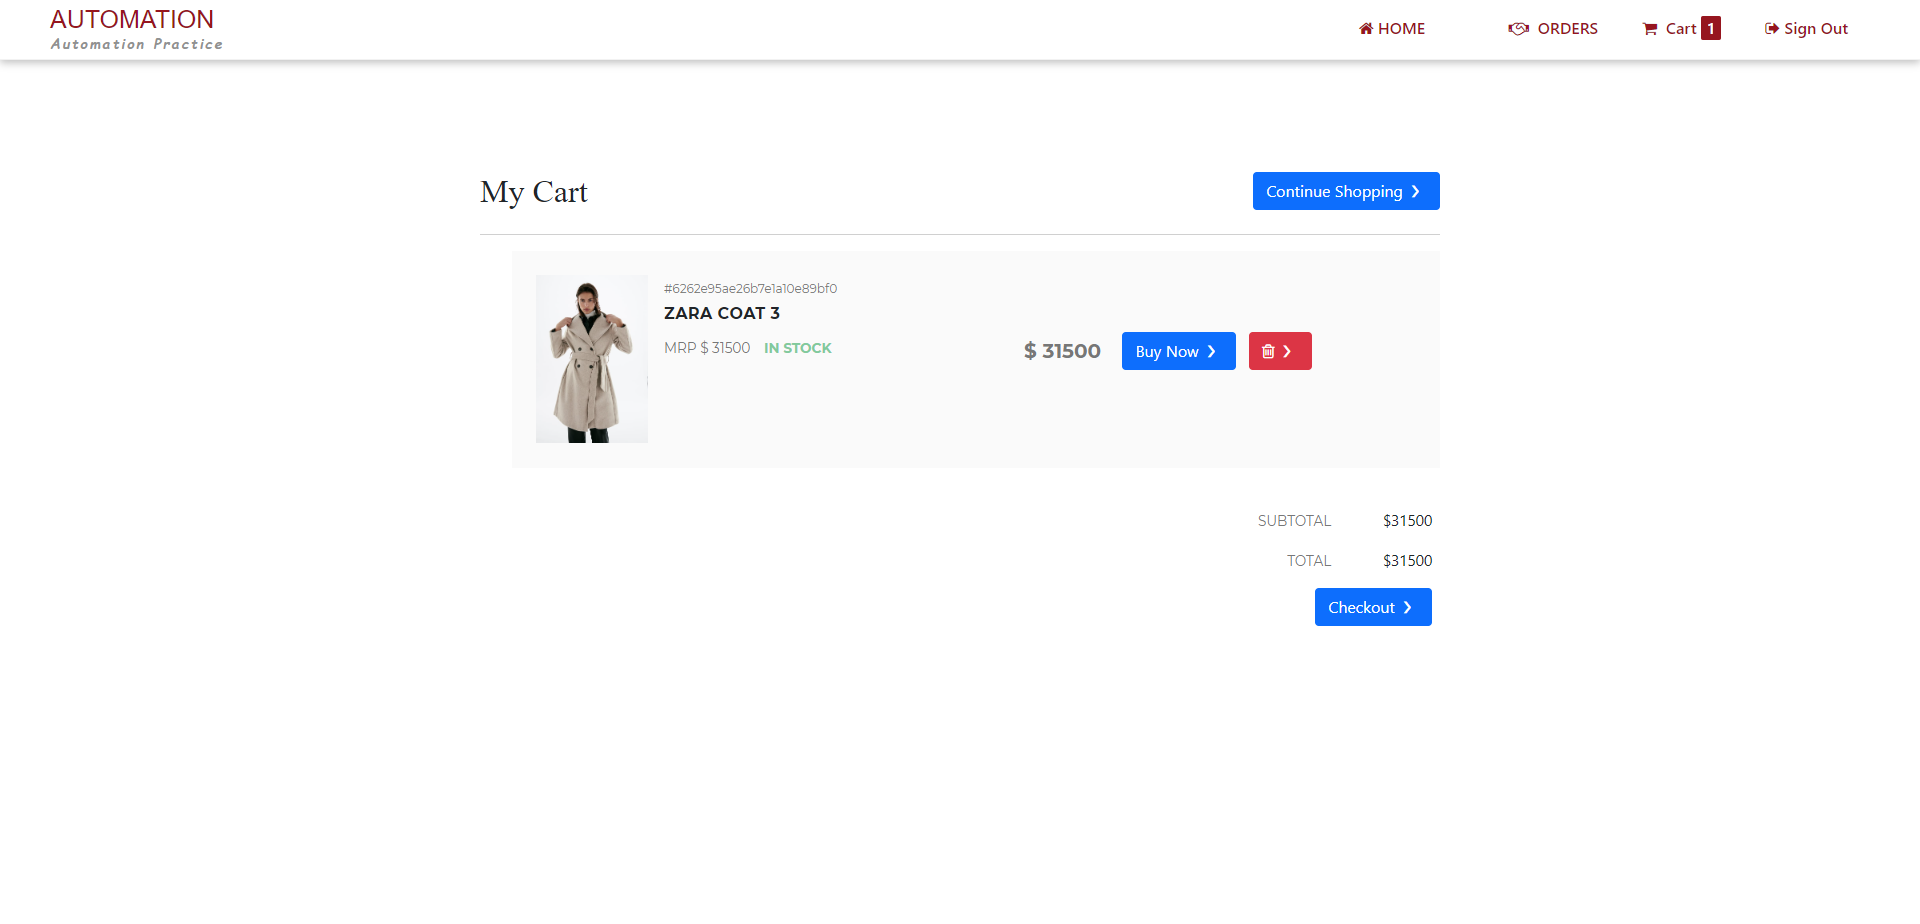 AUTOMATION
Automation Practice
HOME
ORDERS
Cart 1
Sign Out
My Cart
Continue Shopping ❯
#6262e95ae26b7e1a10e89bf0
ZARA COAT 3
MRP $ 31500 IN STOCK
$ 31500
Buy Now ❯
SUBTOTAL $31500
TOTAL $31500
Checkout ❯